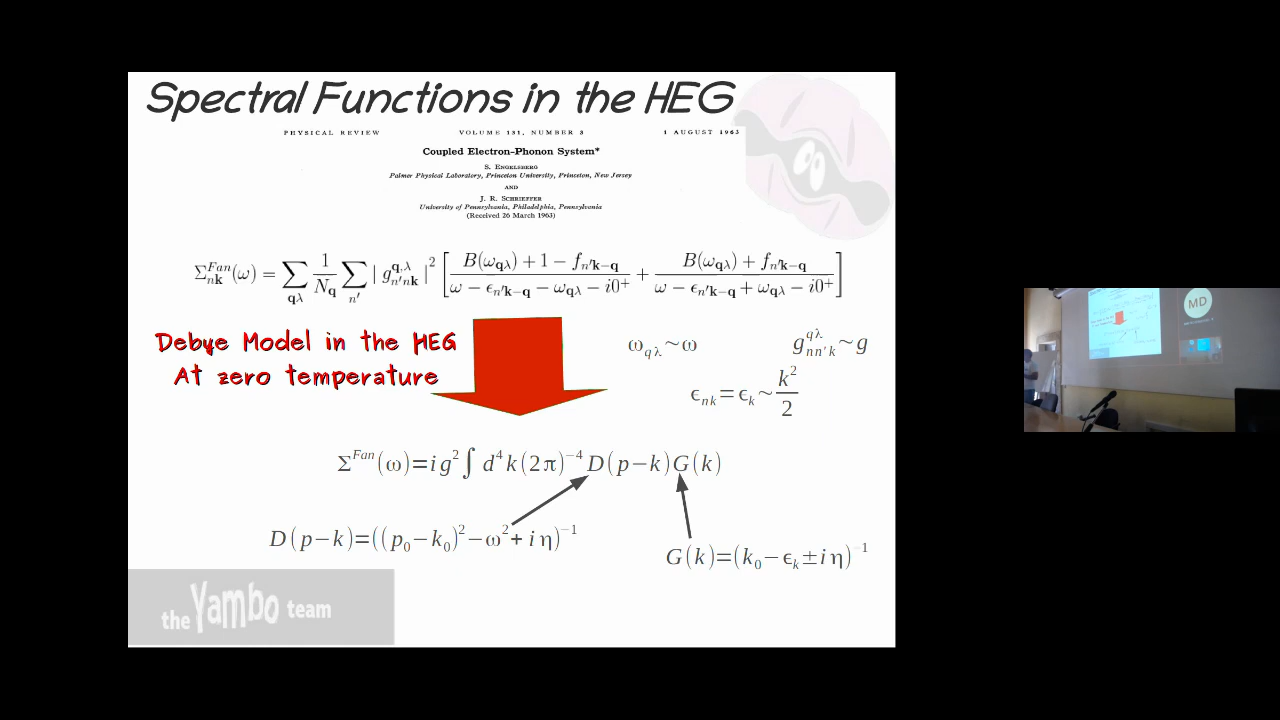 Spectral Functions in the HEG
PHYSICAL REVIEW VOLUME 131, NUMBER 3 1 AUGUST 1963
Coupled Electron-Phonon System*
S. ENGELSBERG
Palmer Physical Laboratory, Princeton University, Princeton, New Jersey
AND
J. R. SCHRIEFFER
University of Pennsylvania, Philadelphia, Pennsylvania
(Received 26 March 1963)
Σ^{Fan}_{nk}(ω) = ∑_{qλ} 1/N_q ∑_{n'} | g^{q,λ}_{n'nk} |^2 [ (B(ω_{qλ}) + 1 − f_{n'k−q}) / (ω − ϵ_{n'k−q} − ω_{qλ} − i0^+) + (B(ω_{qλ}) + f_{n'k−q}) / (ω − ϵ_{n'k−q} + ω_{qλ} − i0^+) ]
Debye Model in the HEG
At zero temperature
ω_{qλ}~ω g^{qλ}_{nn'k}~g
ϵ_{nk}=ϵ_k~k^2/2
Σ^{Fan}(ω)=i g^2 ∫ d^4 k(2π)^{−4} D(p−k)G(k)
D(p−k)=((p_0−k_0)^2−ω^2+iη)^{−1}
G(k)=(k_0−ϵ_k±iη)^{−1}
the Yambo team
MD